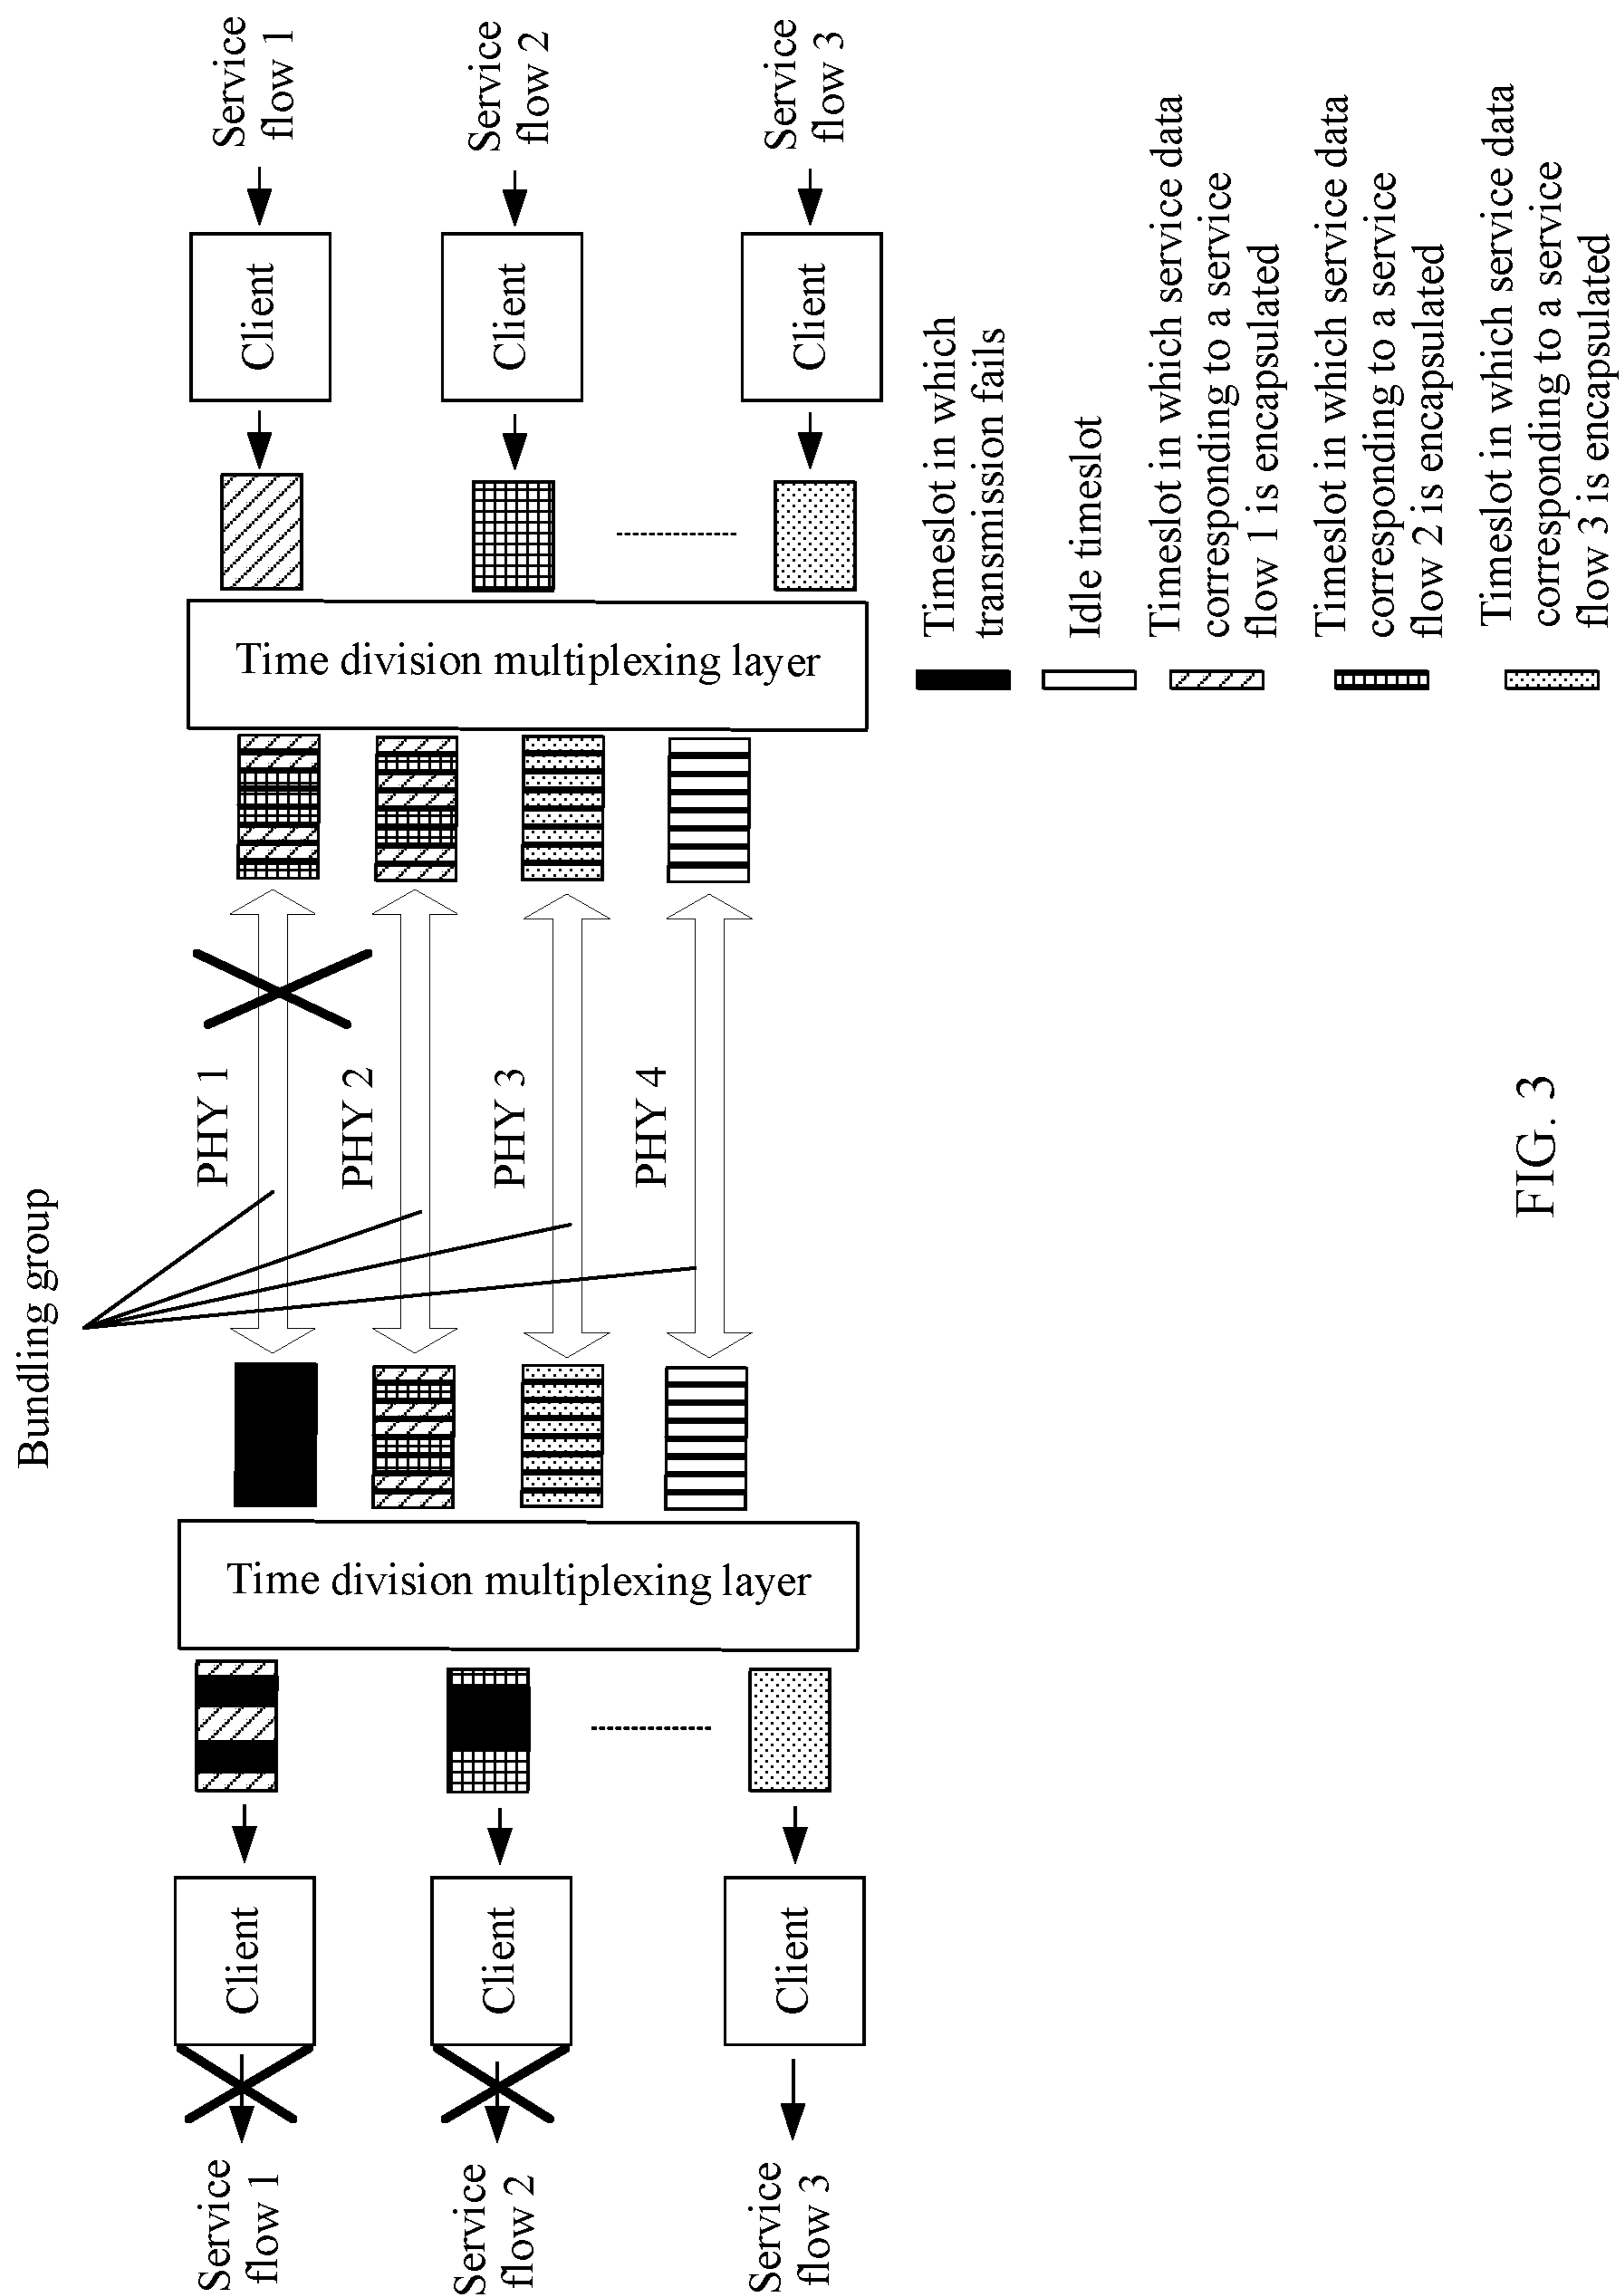 Bundling group
Service
flow 1
Client
Time division multiplexing layer
PHY 1
Client
Service
flow 1
Service
flow 2
Client
PHY 2
Client
Service
flow 2
Service
flow 3
Client
PHY 3
PHY 4
Time division multiplexing layer
Client
Service
flow 3
Timeslot in which
transmission fails
Idle timeslot
Timeslot in which service data
corresponding to a service
flow 1 is encapsulated
Timeslot in which service data
corresponding to a service
flow 2 is encapsulated
Timeslot in which service data
corresponding to a service
flow 3 is encapsulated
FIG. 3